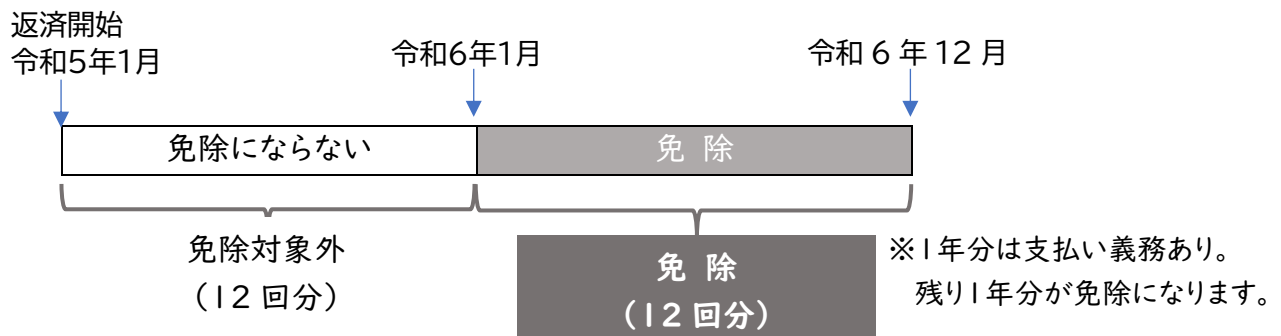 返済開始
令和5年1月
令和6年1月
令和 6 年 12 月
免除にならない
免 除
免除対象外
（12 回分）
免 除
（12 回分）
※1年分は支払い義務あり。
残り1年分が免除になります。